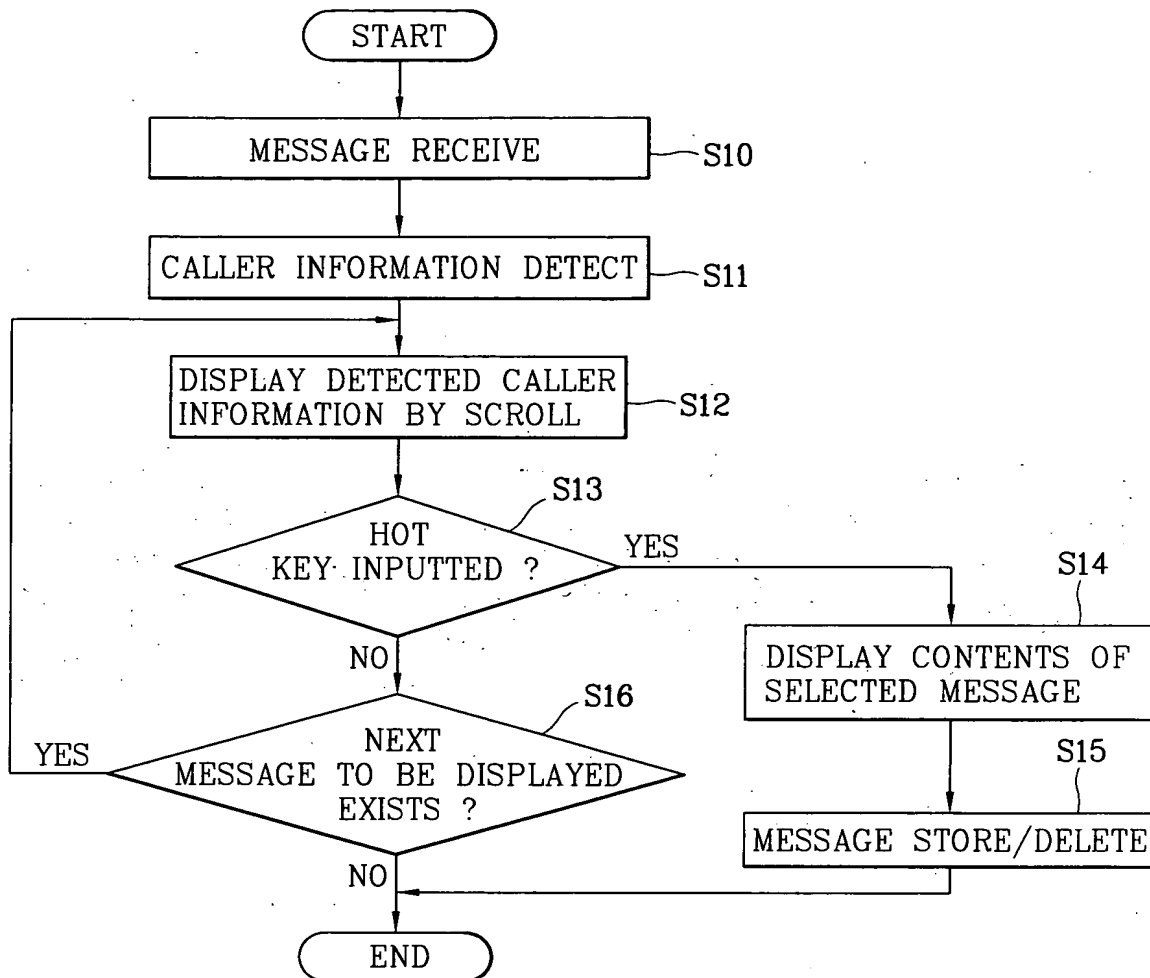 START
MESSAGE RECEIVE
S10
CALLER INFORMATION DETECT
S11
DISPLAY DETECTED CALLER
INFORMATION BY SCROLL
S12
S13
HOT
KEY INPUTTED ?
YES
NO
S14
DISPLAY CONTENTS OF
SELECTED MESSAGE
S16
NEXT
MESSAGE TO BE DISPLAYED
EXISTS ?
YES
NO
S15
MESSAGE STORE/DELETE
END